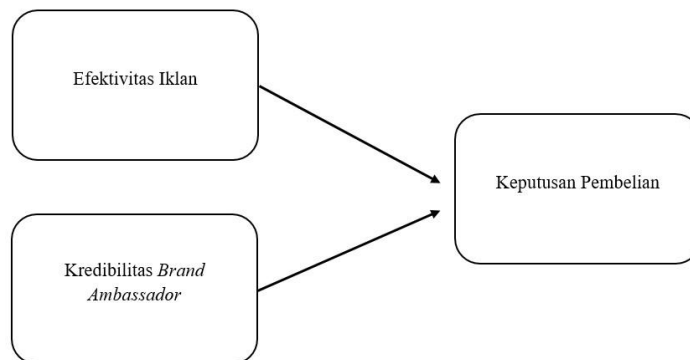 Efektivitas Iklan
Keputusan Pembelian
Kredibilitas Brand
Ambassador